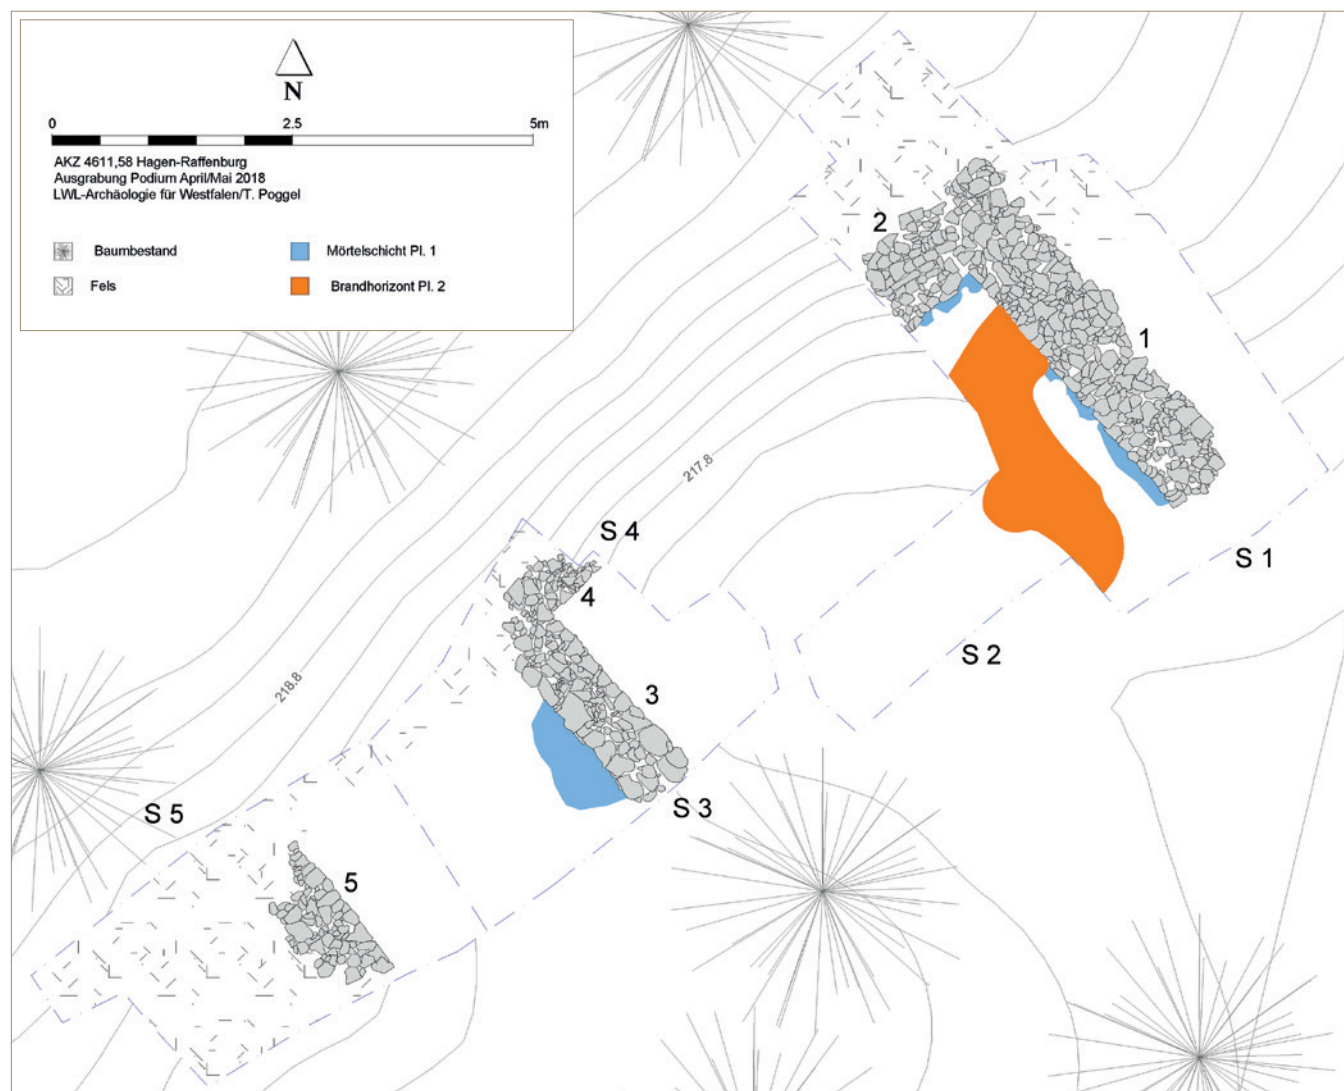 N
0 2.5 5m
AKZ 4611,58 Hagen-Raffenburg
Ausgrabung Podium April/Mai 2018
LWL-Archäologie für Westfalen/T. Poggel
Baumbestand Mörtelschicht Pl. 1
Fels Brandhorizont Pl. 2
2
1
217.8
S 4
S 1
4
S 2
218.8
3
S 3
S 5
5